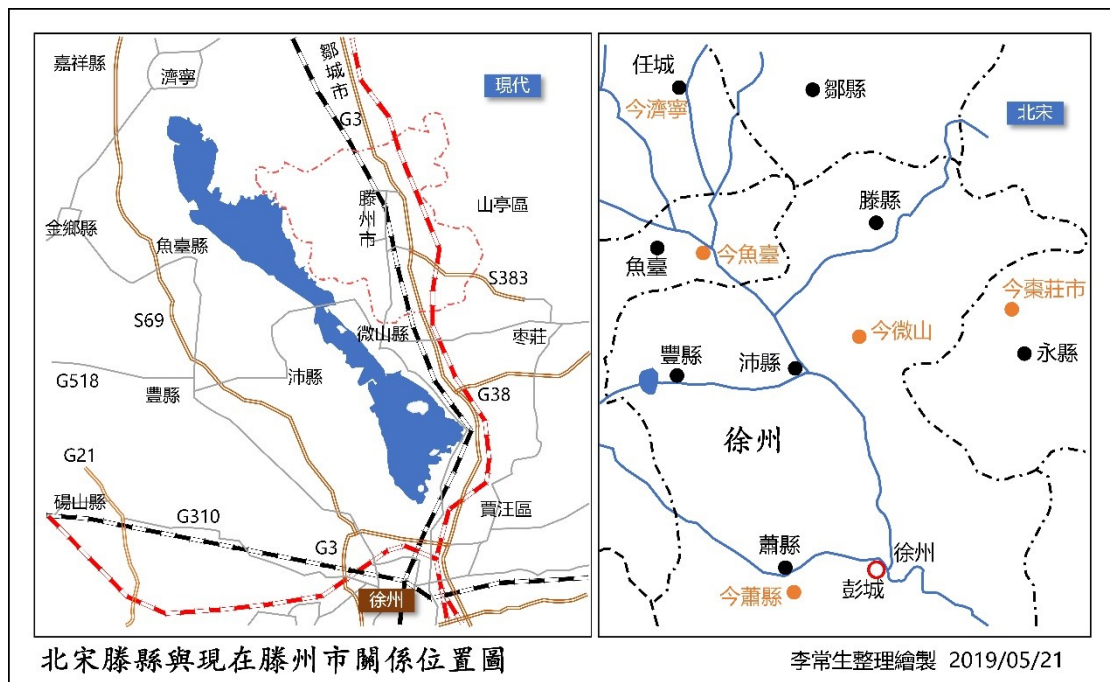 嘉祥縣
濟寧
鄒城市
現代
G3
滕州市
山亭區
金鄉縣
魚臺縣
S383
S69
微山縣
枣莊
G518
豐縣
沛縣
G38
G21
碭山縣
G310
賈汪區
G3
徐州
任城
鄒縣
今濟寧
北宋
滕縣
魚臺
今魚臺
今棗莊市
今微山
永縣
豐縣
沛縣
徐州
蕭縣
徐州
彭城
今蕭縣
北宋滕縣與現在滕州市關係位置圖
李常生整理繪製 2019/05/21